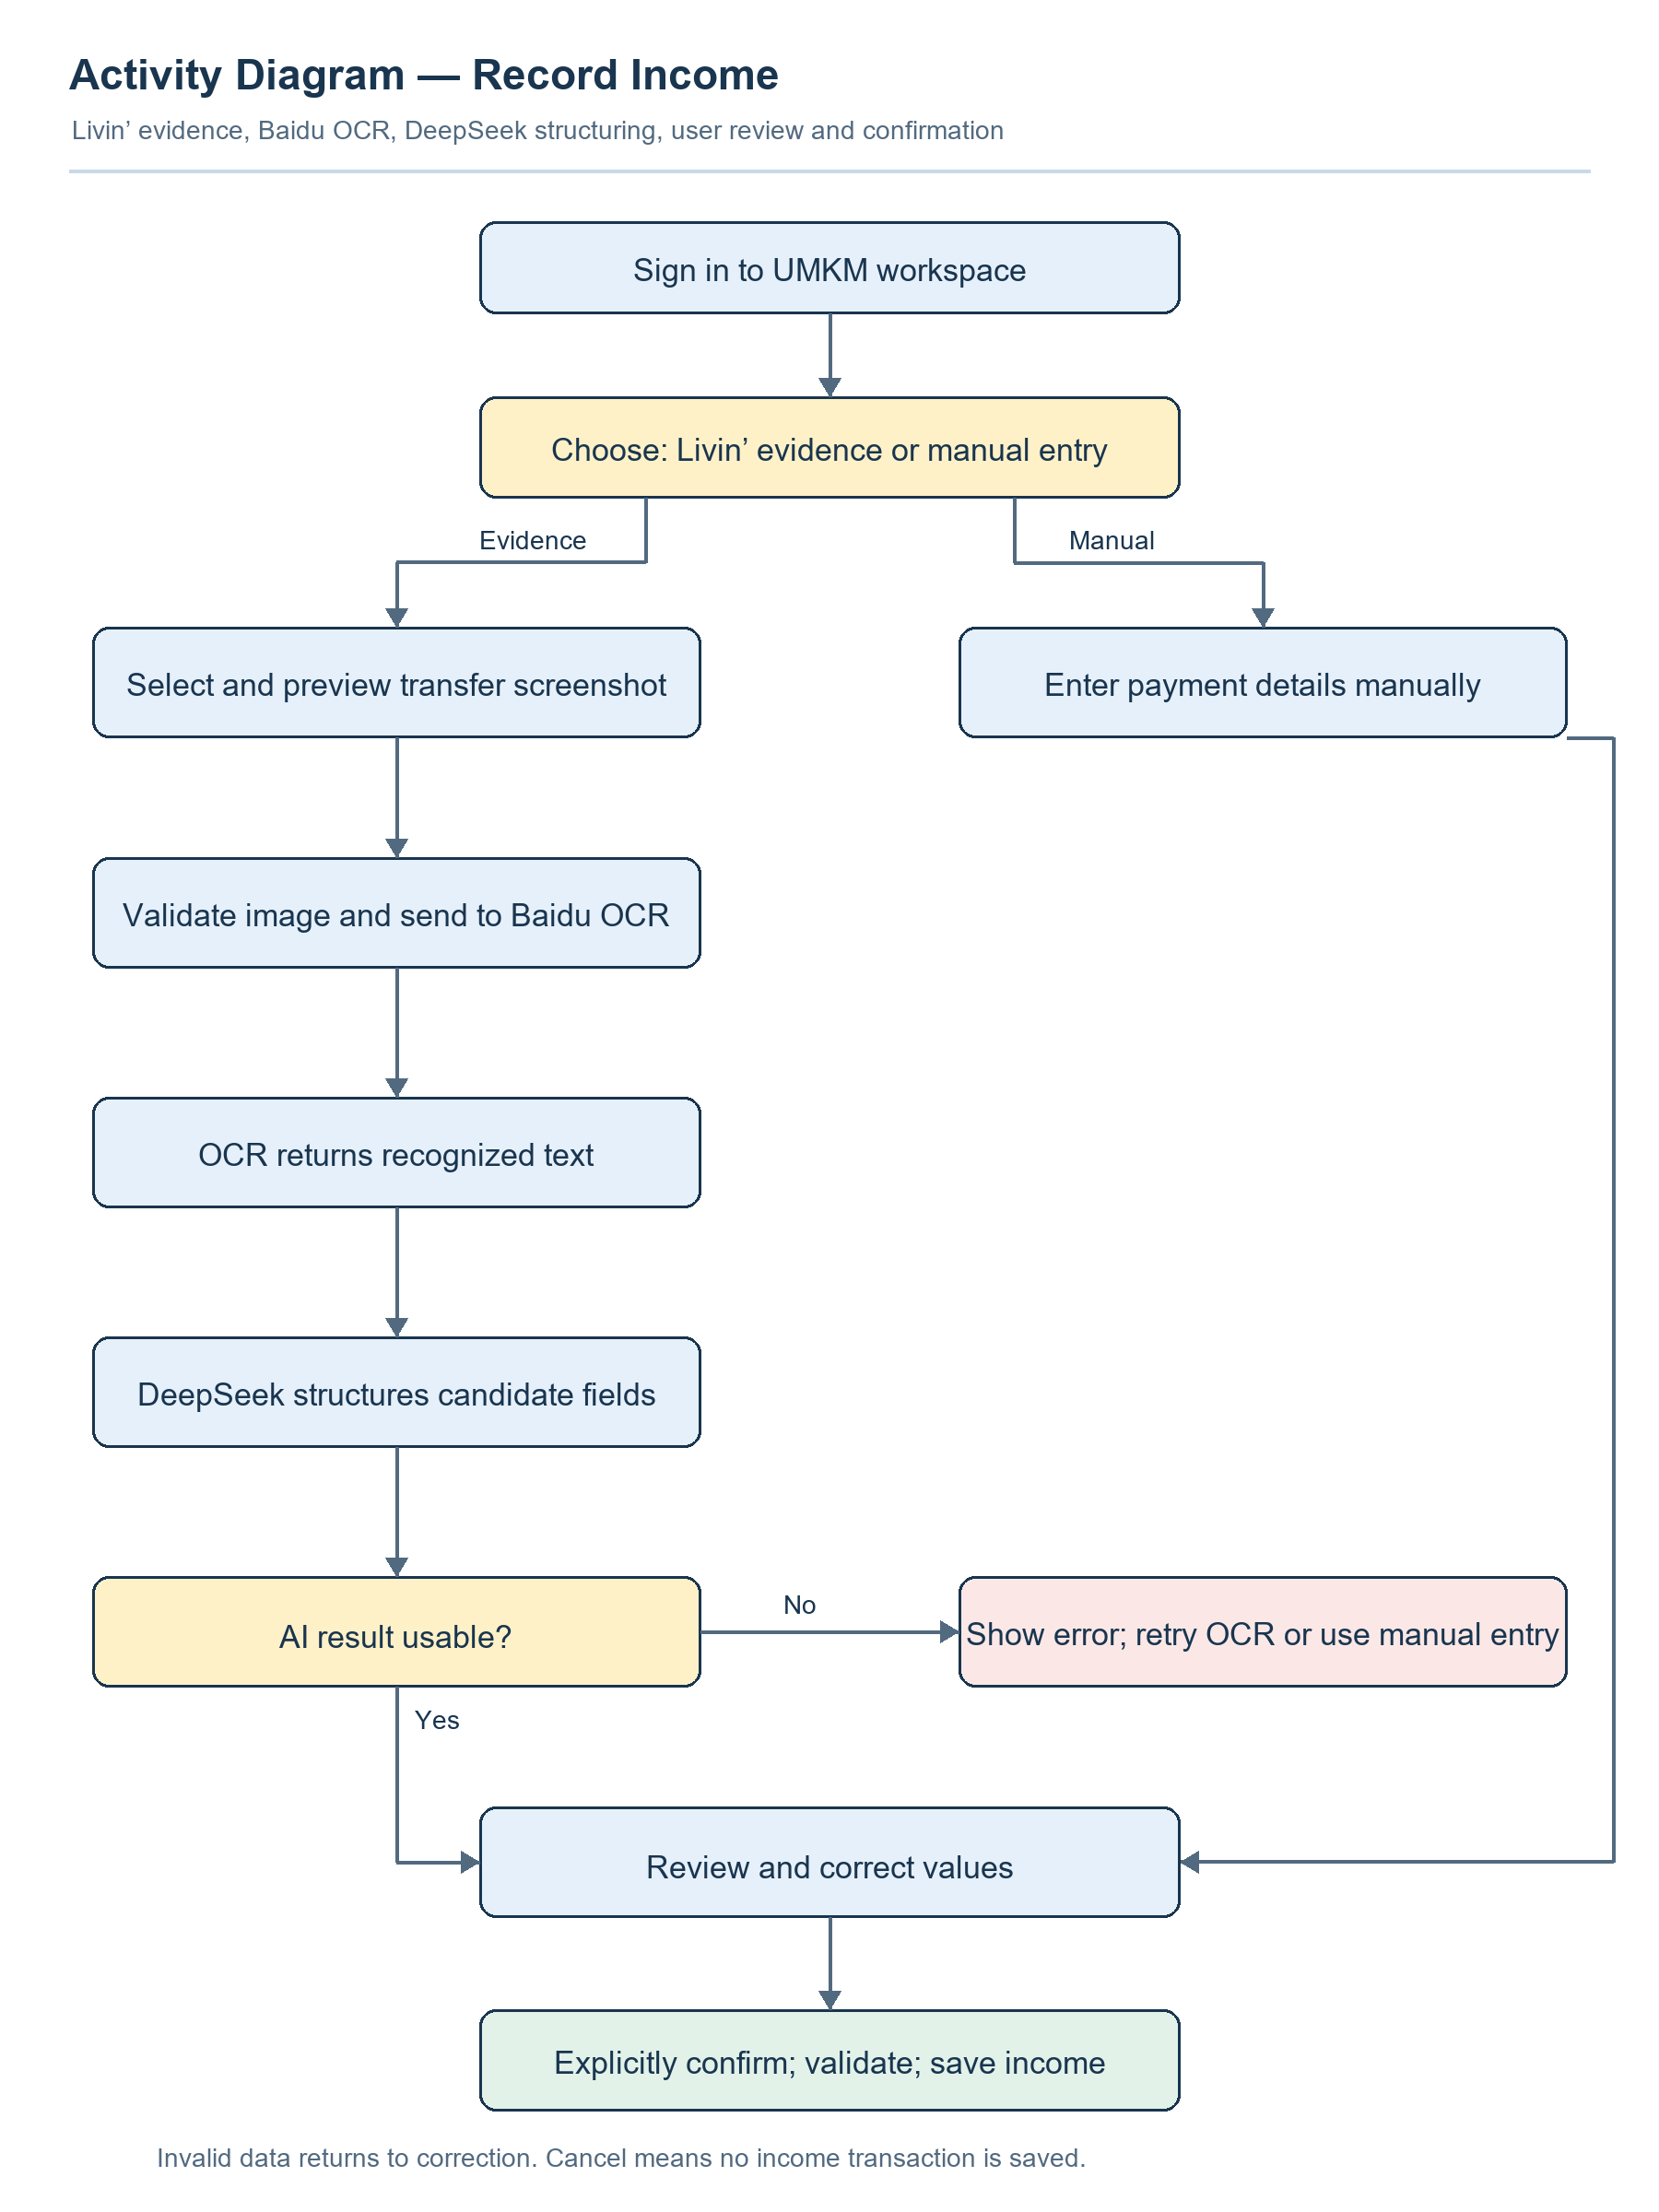 Activity Diagram — Record Income
Livin’ evidence, Baidu OCR, DeepSeek structuring, user review and confirmation
Sign in to UMKM workspace
Choose: Livin’ evidence or manual entry
Evidence
Manual
Select and preview transfer screenshot
Enter payment details manually
Validate image and send to Baidu OCR
OCR returns recognized text
DeepSeek structures candidate fields
AI result usable?
No
Show error; retry OCR or use manual entry
Yes
Review and correct values
Explicitly confirm; validate; save income
Invalid data returns to correction. Cancel means no income transaction is saved.